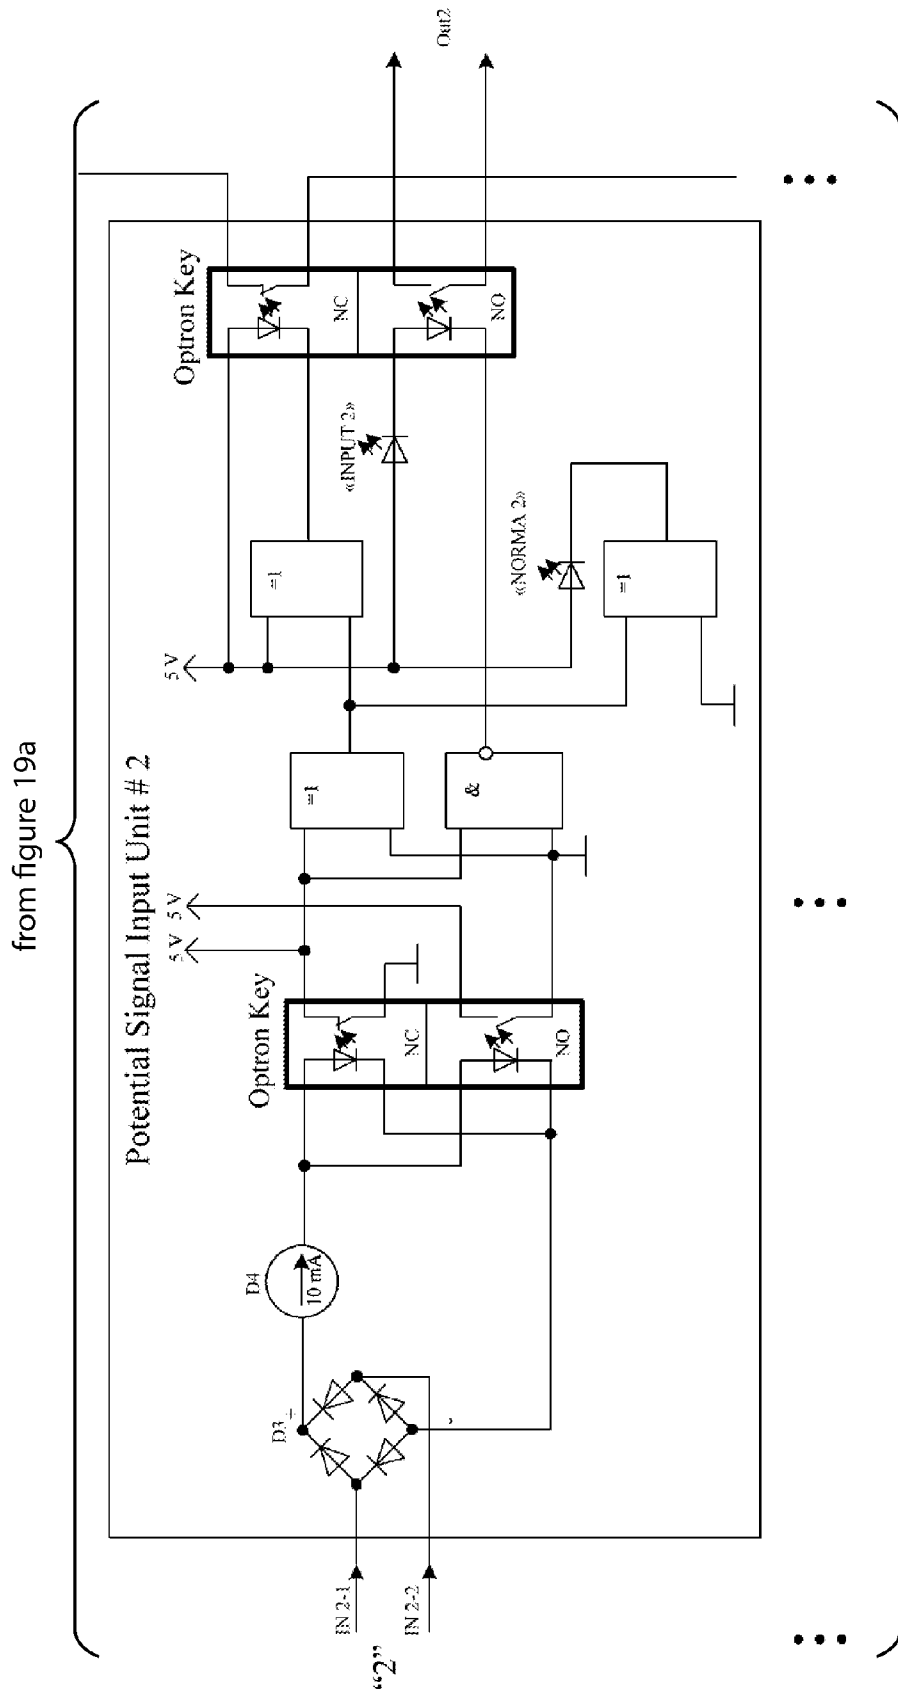 from figure 19a
Potential Signal Input Unit # 2
“2”
IN 2-1
IN 2-2
D3
+
-
D4
10 mA
Optron Key
NC
NO
5 V
5 V
=1
&
5 V
=1
«INPUT 2»
«NORMA 2»
=1
Optron Key
NC
NO
Out2